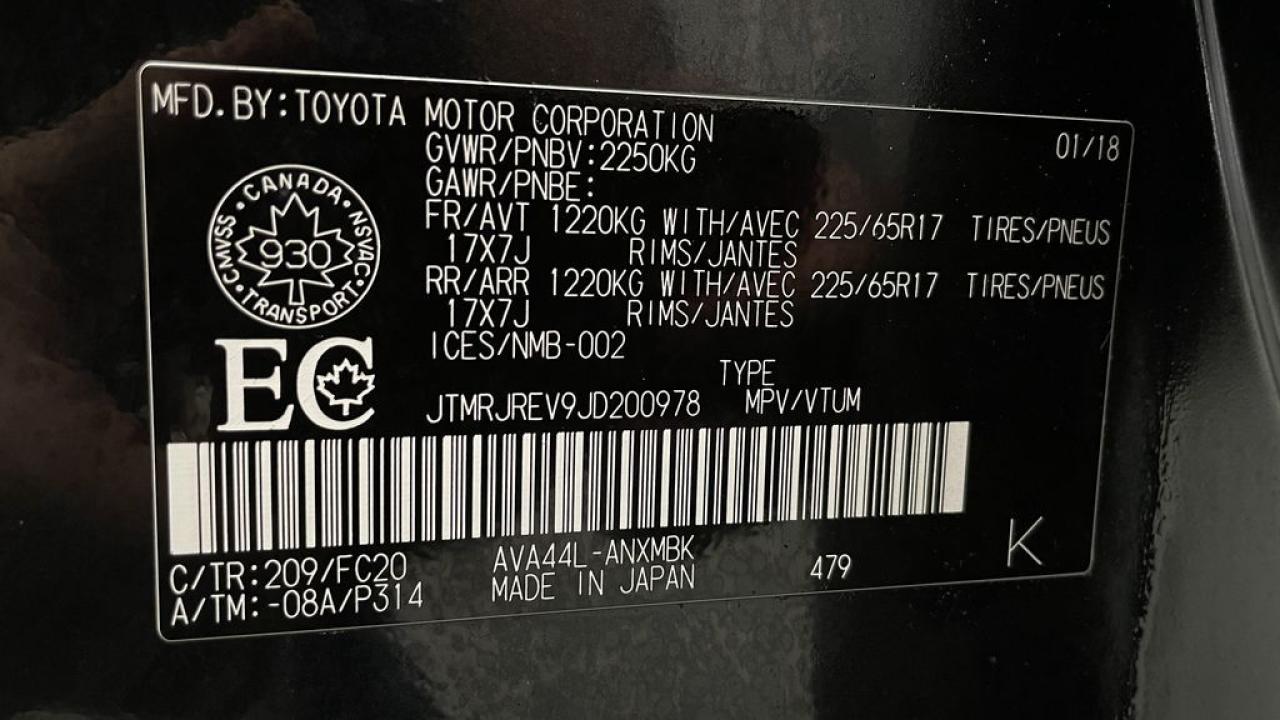 MFD. BY:TOYOTA MOTOR CORPORATION 01/18
GVWR/PNBV:2250KG
GAWR/PNBE:
FR/AVT 1220KG WITH/AVEC 225/65R17 TIRES/PNEUS
17X7J RIMS/JANTES
RR/ARR 1220KG WITH/AVEC 225/65R17 TIRES/PNEUS
17X7J RIMS/JANTES
ICES/NMB-002
CANADA • NSVAC • TRANSPORT • CMVSS •
930
EC
TYPE
JTMRJREV9JD200978 MPV/VTUM
C/TR:209/FC20 AVA44L-ANXMBK 479 K
A/TM:-08A/P314 MADE IN JAPAN